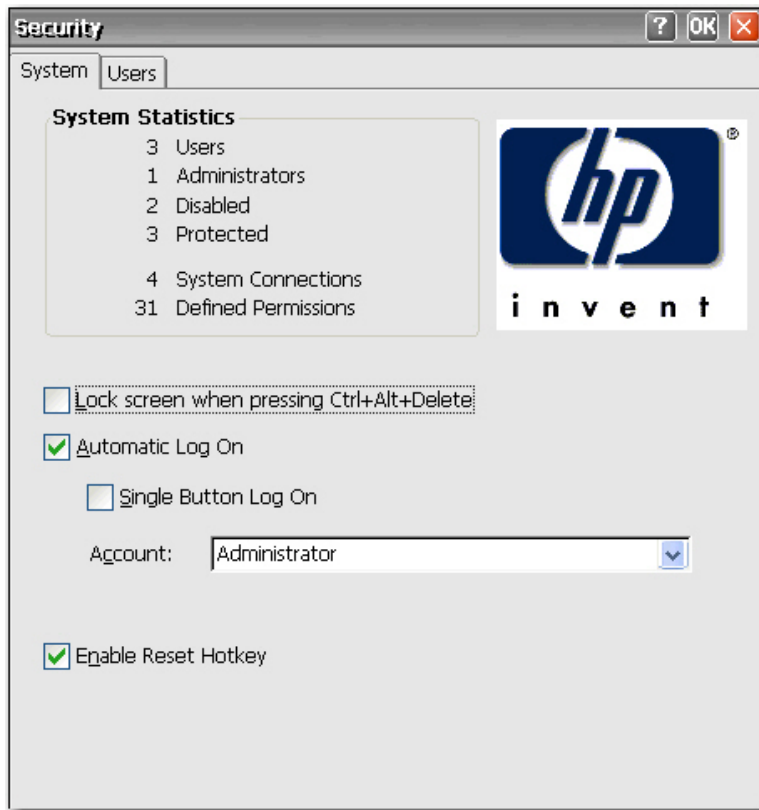 Security ? OK
System Users
System Statistics
3 Users
1 Administrators
2 Disabled
3 Protected
4 System Connections
31 Defined Permissions
hp ®
invent
Lock screen when pressing Ctrl+Alt+Delete
Automatic Log On
Single Button Log On
Account: Administrator
Enable Reset Hotkey